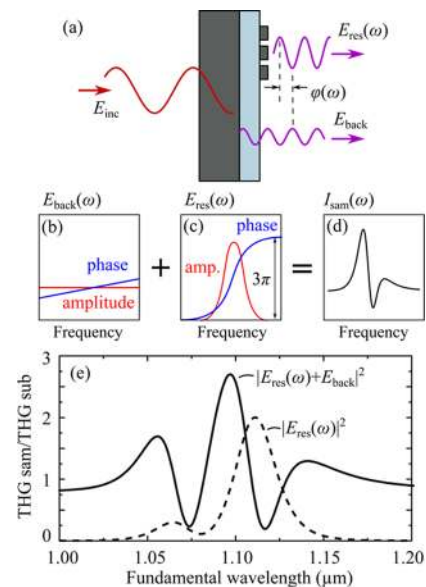 (a)
E_res(ω)
E_inc
φ(ω)
E_back
E_back(ω)
E_res(ω)
I_sam(ω)
(b)
phase
amplitude
+
(c)
phase
amp.
3π
=
(d)
Frequency
Frequency
Frequency
(e)
|E_res(ω)+E_back|²
|E_res(ω)|²
THG sam/THG sub
3
2
1
0
1.00
1.05
1.10
1.15
1.20
Fundamental wavelength (µm)